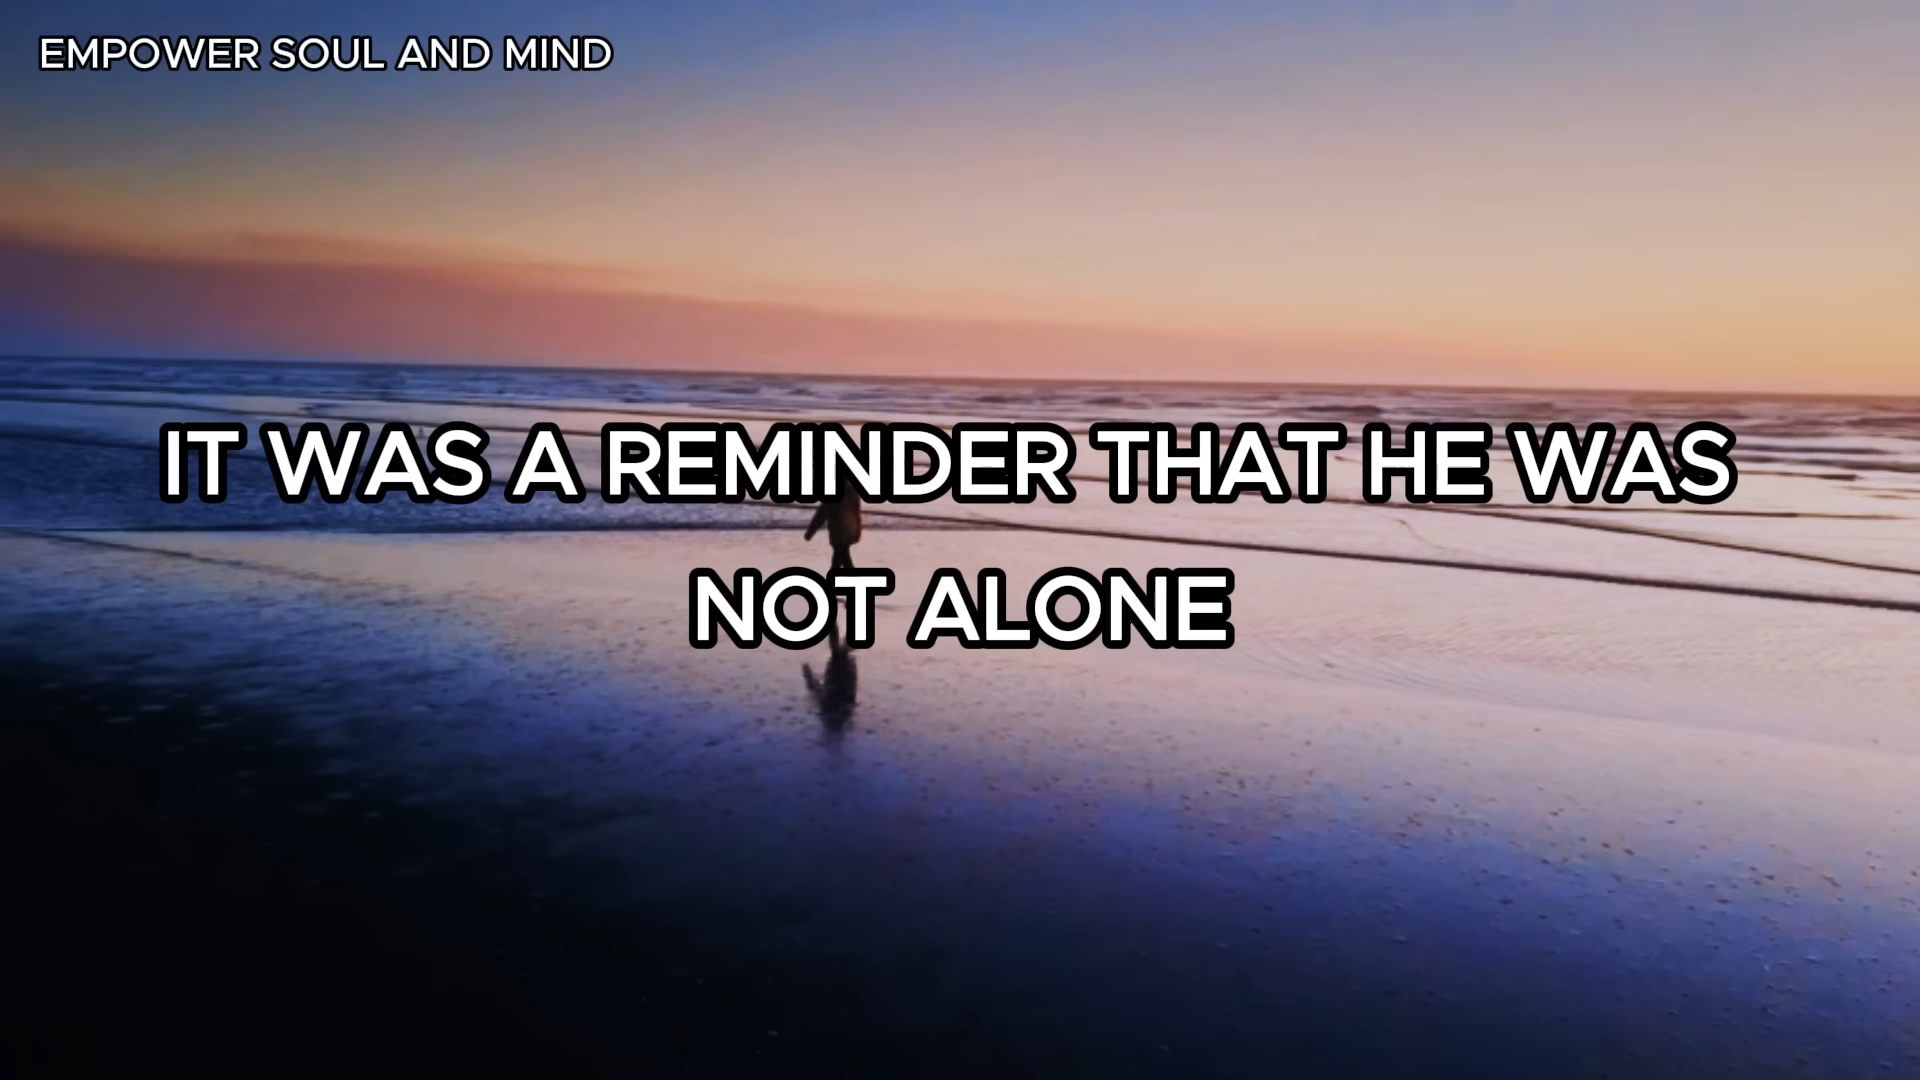 EMPOWER SOUL AND MIND
IT WAS A REMINDER THAT HE WAS
NOT ALONE